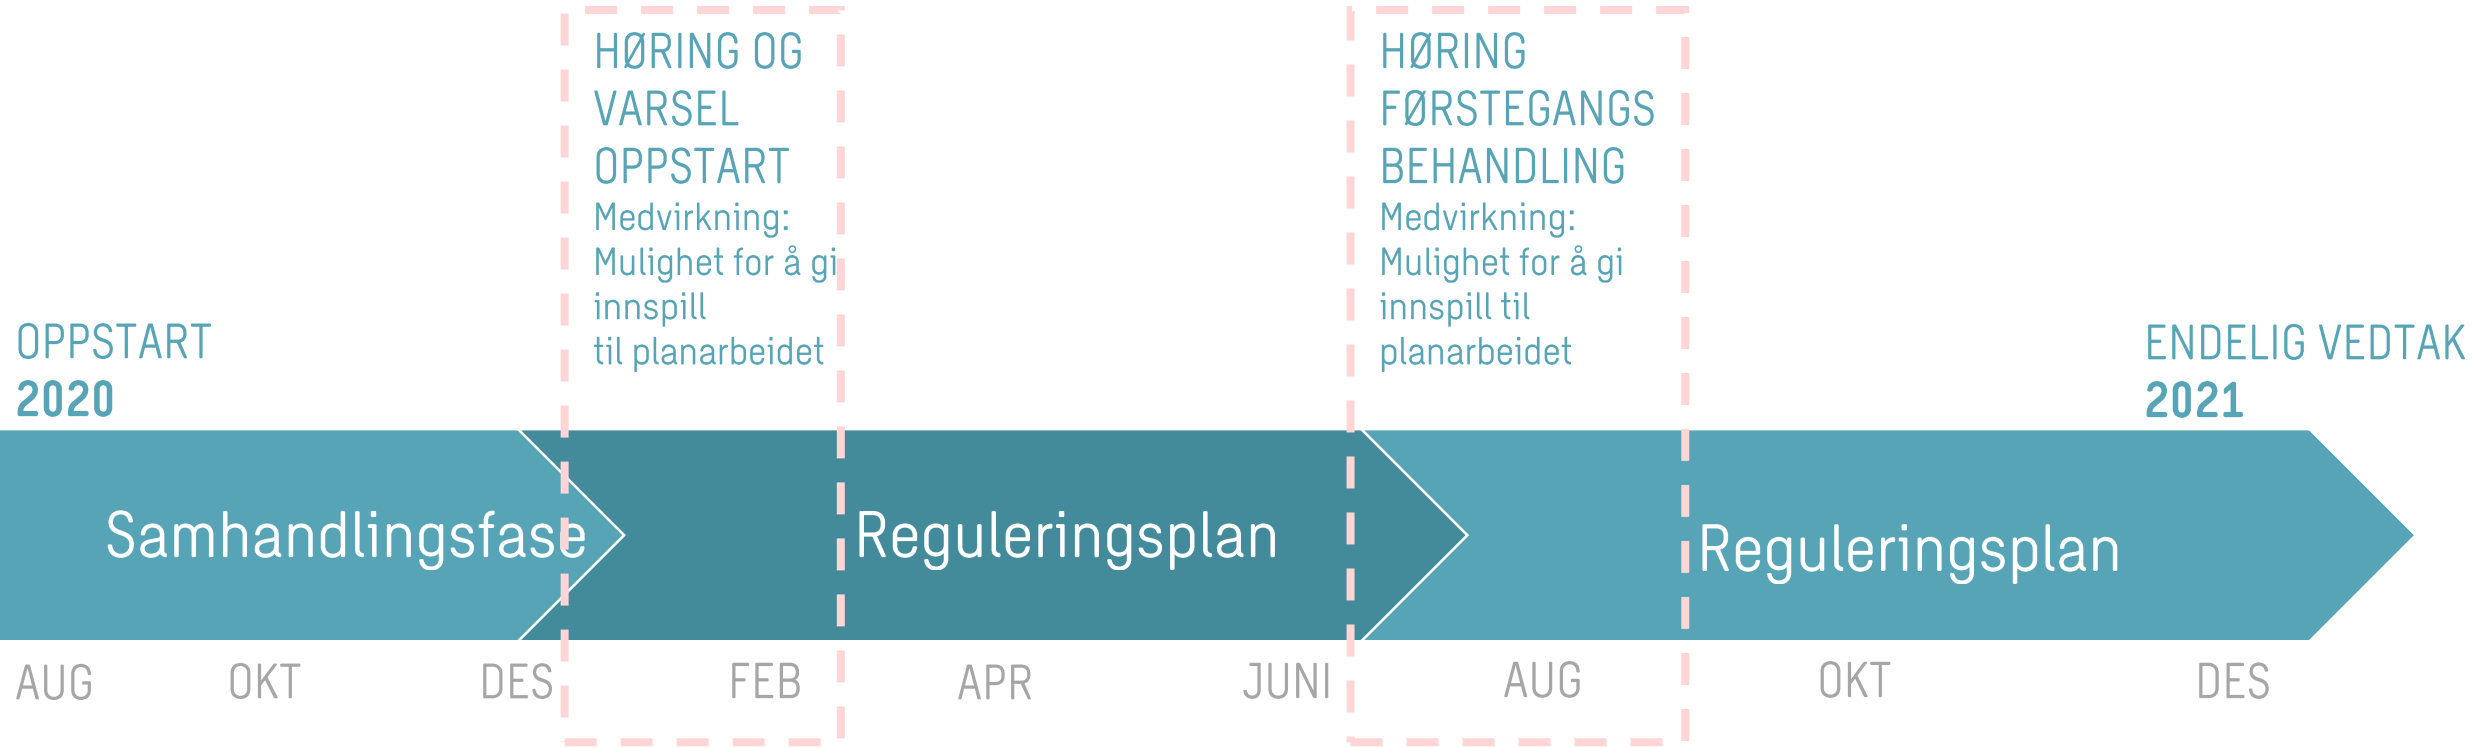 HØRING OG
VARSEL
OPPSTART
Medvirkning:
Mulighet for å gi
innspill
til planarbeidet
HØRING
FØRSTEGANGS
BEHANDLING
Medvirkning:
Mulighet for å gi
innspill til
planarbeidet
OPPSTART
2020
ENDELIG VEDTAK
2021
Samhandlingsfase
Reguleringsplan
Reguleringsplan
AUG
OKT
DES
FEB
APR
JUNI
AUG
OKT
DES